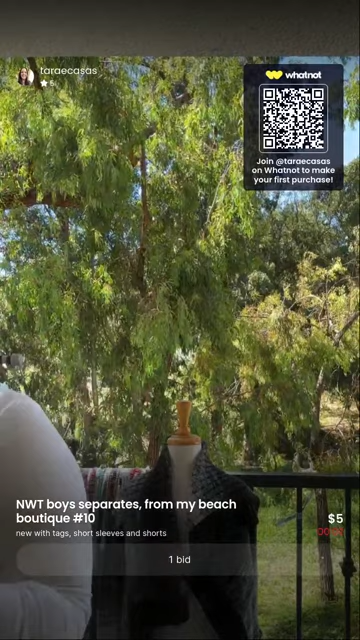 taraecasas
whatnot
Join @taraecasas
on Whatnot to make
your first purchase!
NWT boys separates, from my beach
boutique #10
$5
new with tags, short sleeves and shorts
1 bid